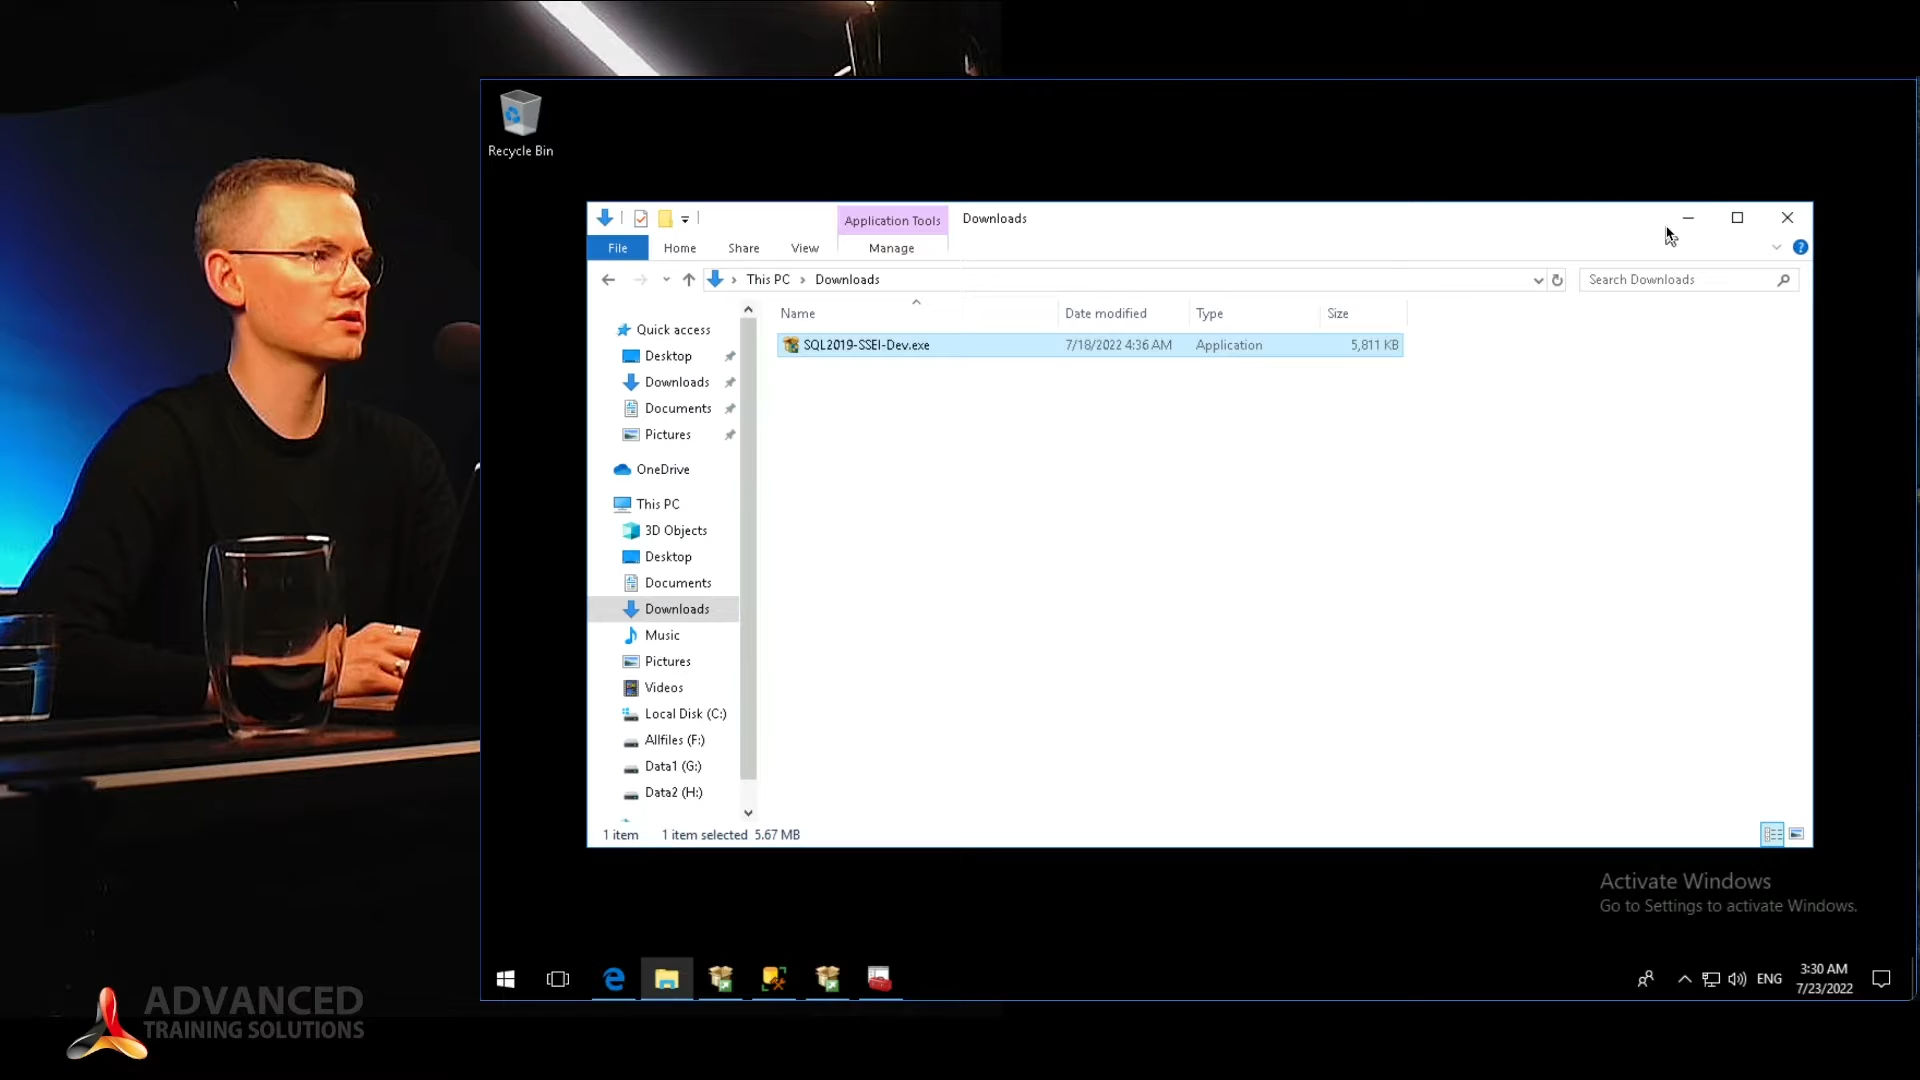 Recycle Bin
Application Tools
Downloads
File
Home
Share
View
Manage
This PC
Downloads
Search Downloads
Name
Date modified
Type
Size
SQL2019-SSEI-Dev.exe
7/18/2022 4:36 AM
Application
5,811 KB
Quick access
Desktop
Downloads
Documents
Pictures
OneDrive
This PC
3D Objects
Desktop
Documents
Downloads
Music
Pictures
Videos
Local Disk (C:)
Allfiles (F:)
Data1 (G:)
Data2 (H:)
1 item
1 item selected 5.67 MB
Activate Windows
Go to Settings to activate Windows.
ENG
3:30 AM
7/23/2022
ADVANCED
TRAINING SOLUTIONS